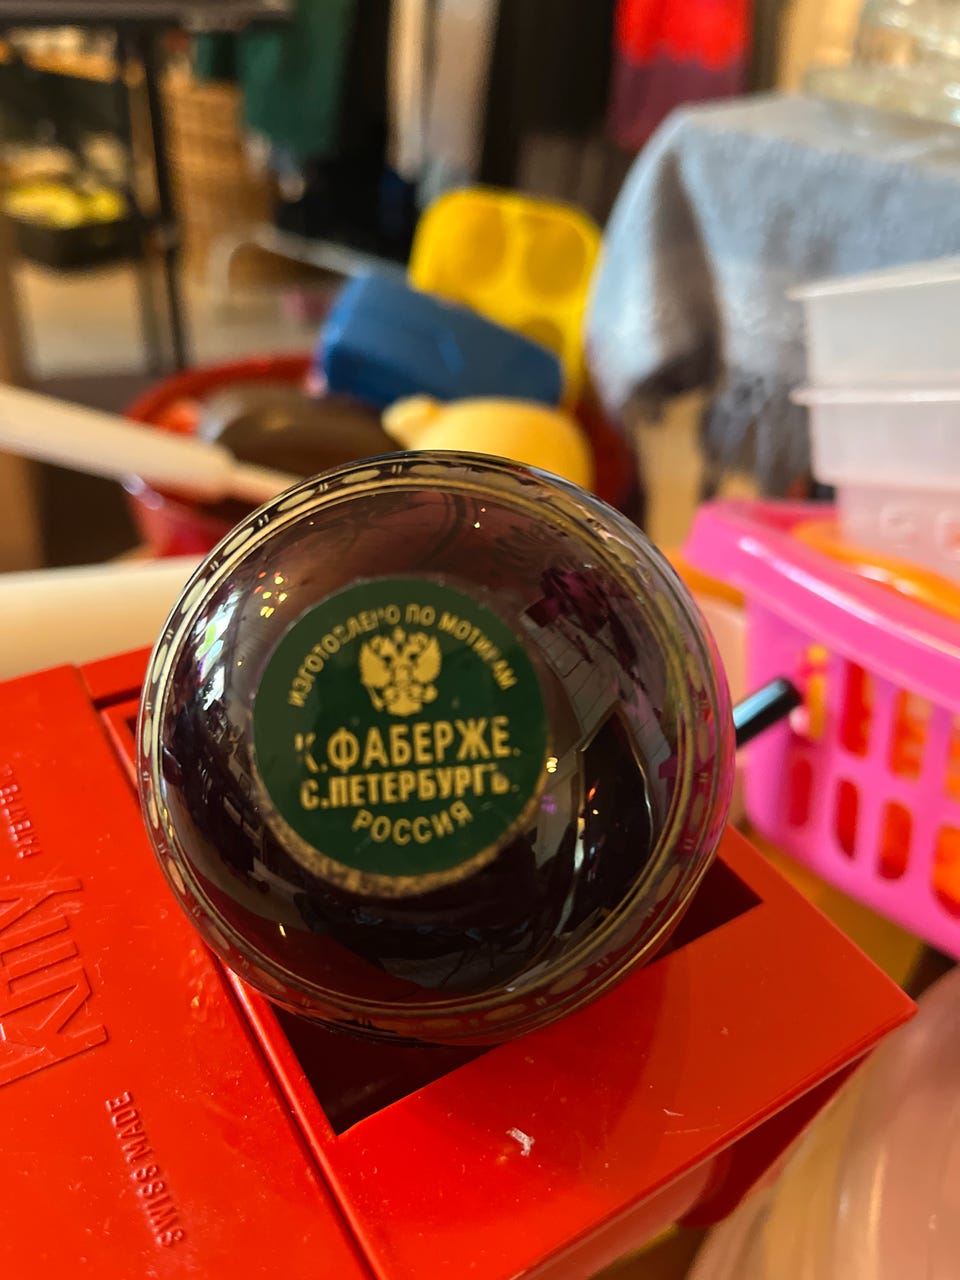 ИЗГОТОВЛЕНО ПО МОТИВАМ
К.ФАБЕРЖЕ.
С.ПЕТЕРБУРГЪ.
РОССИЯ
SWISS MADE